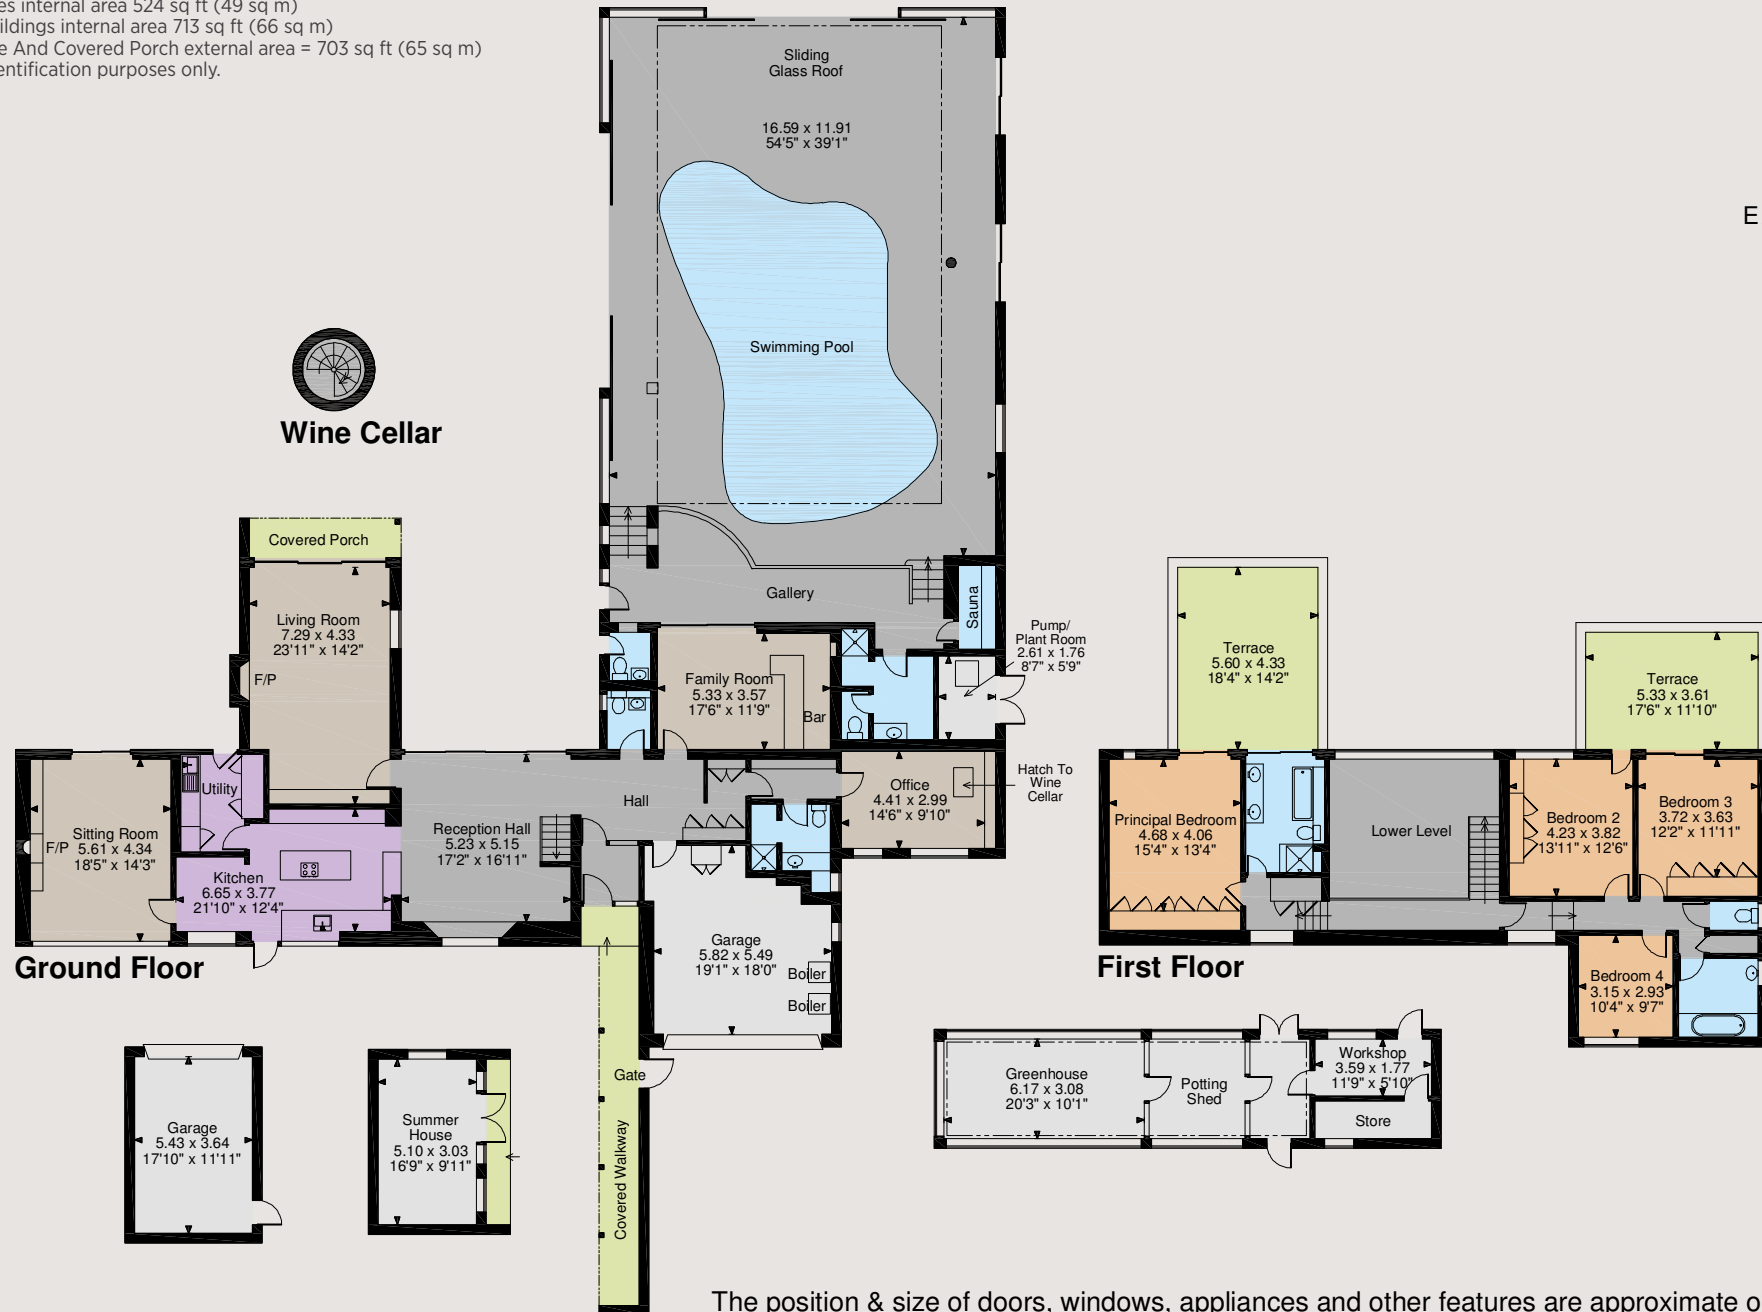 es internal area 524 sq ft (49 sq m)
ildings internal area 713 sq ft (66 sq m)
e And Covered Porch external area = 703 sq ft (65 sq m)
entification purposes only.
Sliding
Glass Roof
16.59 x 11.91
54'5" x 39'1"
E
Swimming Pool
Wine Cellar
Covered Porch
Living Room
7.29 x 4.33
23'11" x 14'2"
F/P
Gallery
Sauna
Pump/
Plant Room
2.61 x 1.76
8'7" x 5'9"
Family Room
5.33 x 3.57
17'6" x 11'9"
Bar
Terrace
5.60 x 4.33
18'4" x 14'2"
Terrace
5.33 x 3.61
17'6" x 11'10"
Utility
Sitting Room
5.61 x 4.34
18'5" x 14'3"
F/P
Kitchen
6.65 x 3.77
21'10" x 12'4"
Reception Hall
5.23 x 5.15
17'2" x 16'11"
Hall
Office
4.41 x 2.99
14'6" x 9'10"
Hatch To
Wine
Cellar
Principal Bedroom
4.68 x 4.06
15'4" x 13'4"
Lower Level
Bedroom 2
4.23 x 3.82
13'11" x 12'6"
Bedroom 3
3.72 x 3.63
12'2" x 11'11"
Ground Floor
Garage
5.82 x 5.49
19'1" x 18'0"
Boiler
Boiler
First Floor
Bedroom 4
3.15 x 2.93
10'4" x 9'7"
Gate
Covered Walkway
Garage
5.43 x 3.64
17'10" x 11'11"
Summer
House
5.10 x 3.03
16'9" x 9'11"
Greenhouse
6.17 x 3.08
20'3" x 10'1"
Potting
Shed
Workshop
3.59 x 1.77
11'9" x 5'10"
Store
The position & size of doors, windows, appliances and other features are approximate o